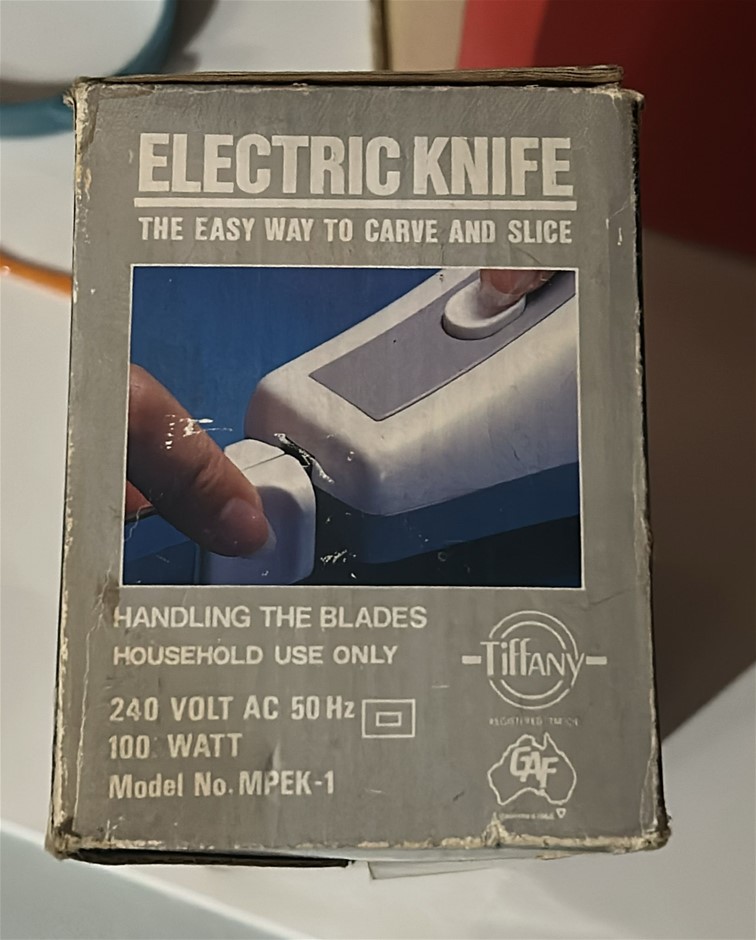 ELECTRIC KNIFE
THE EASY WAY TO CARVE AND SLICE
HANDLING THE BLADES
HOUSEHOLD USE ONLY
240 VOLT AC 50 Hz
100 WATT
Model No. MPEK-1
TiffANY
REGISTERED
GAF